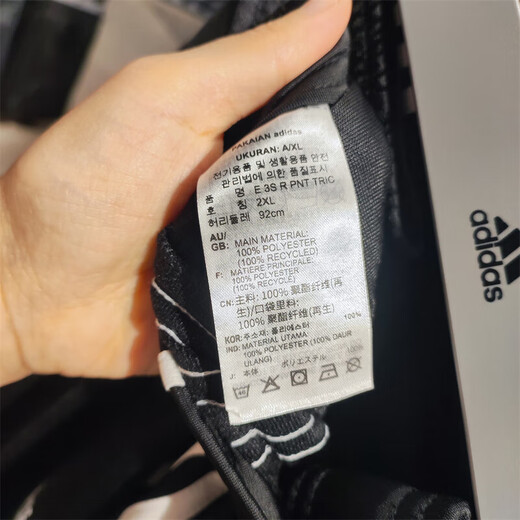 PAKAIAN adidas
UKURAN: A/XL
전기용품 및 생활용품 안전
관리법에 의한 품질표시
품 명 E 3S R PNT TRIC
호 칭 2XL
허리둘레 92cm
AU/
GB: MAIN MATERIAL:
100% POLYESTER
(100% RECYCLED)
F: MATIÈRE PRINCIPALE:
100% POLYESTER
(100% RECYCLÉ)
CN: 主料: 100% 聚酯纤维(再
生)/口袋里料:
100% 聚酯纤维(再生)
KOR: 주소재: 폴리에스터 100%
IND: MATERIAL UTAMA:
100% POLYESTER (100% DAUR
ULANG)
J: 本体 ポリエステル
adidas